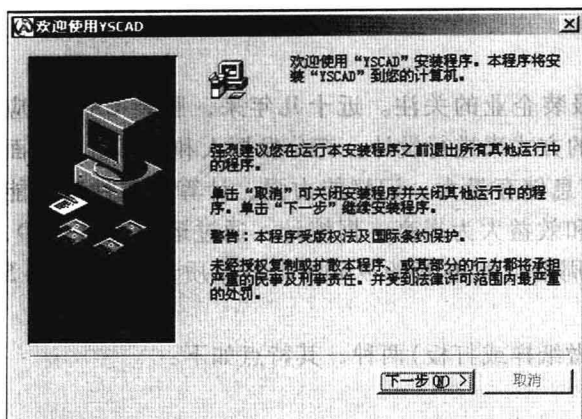 欢迎使用YSCAD
欢迎使用“YSCAD”安装程序。本程序将安
装“YSCAD”到您的计算机。
强烈建议您在运行本安装程序之前退出所有其他运行中
的程序。
单击“取消”可关闭安装程序并关闭其他运行中的程
序。单击“下一步”继续安装程序。
警告：本程序受版权法及国际条约保护。
未经授权复制或扩散本程序、或其部分的行为都将承担
严重的民事及刑事责任。并受到法律许可范围内最严重
的处罚。
下一步(N) >
取消